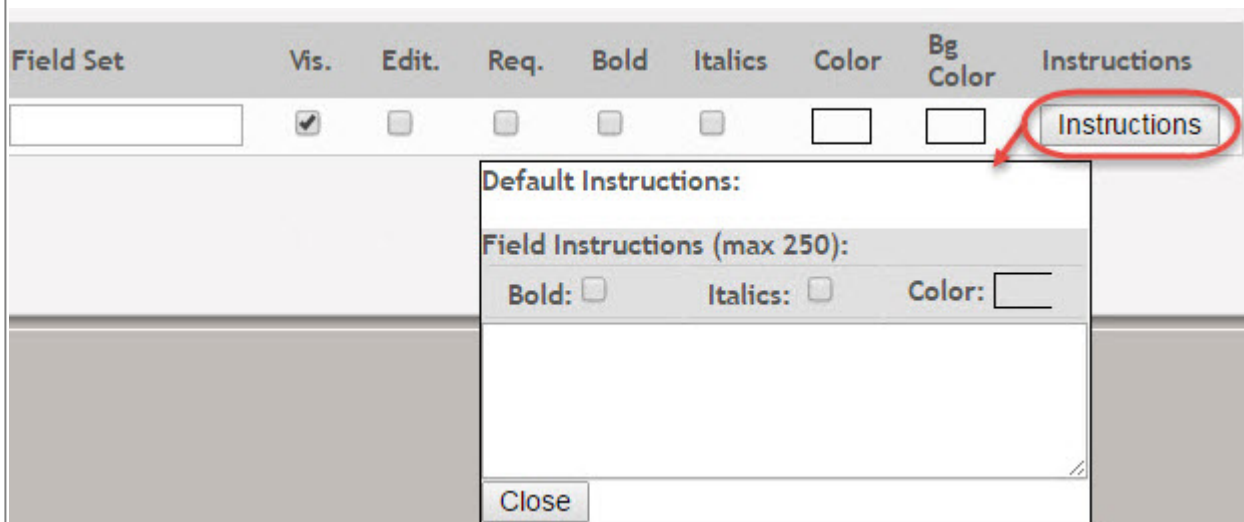 Field Set Vis. Edit. Req. Bold Italics Color Bg Color Instructions
Instructions
Default Instructions:
Field Instructions (max 250):
Bold: Italics: Color:
Close